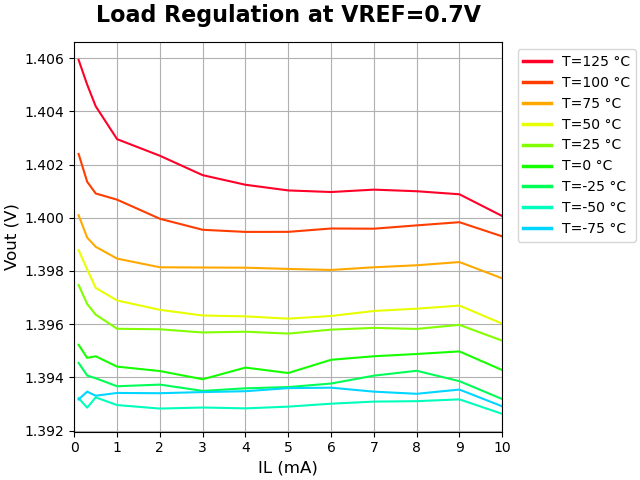 Load Regulation at VREF=0.7V
Vout (V)
1.406
1.404
1.402
1.400
1.398
1.396
1.394
1.392
0 1 2 3 4 5 6 7 8 9 10
IL (mA)
T=125 °C
T=100 °C
T=75 °C
T=50 °C
T=25 °C
T=0 °C
T=-25 °C
T=-50 °C
T=-75 °C